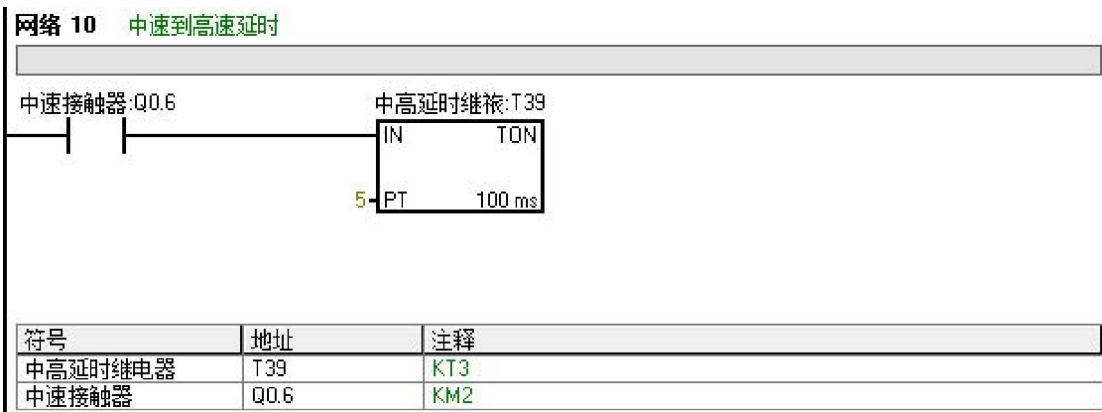 网络 10 中速到高速延时
中速接触器:Q0.6 中高延时继褡:T39
IN TON
5 PT 100 ms
符号 地址 注释
中高延时继电器 T39 KT3
中速接触器 Q0.6 KM2